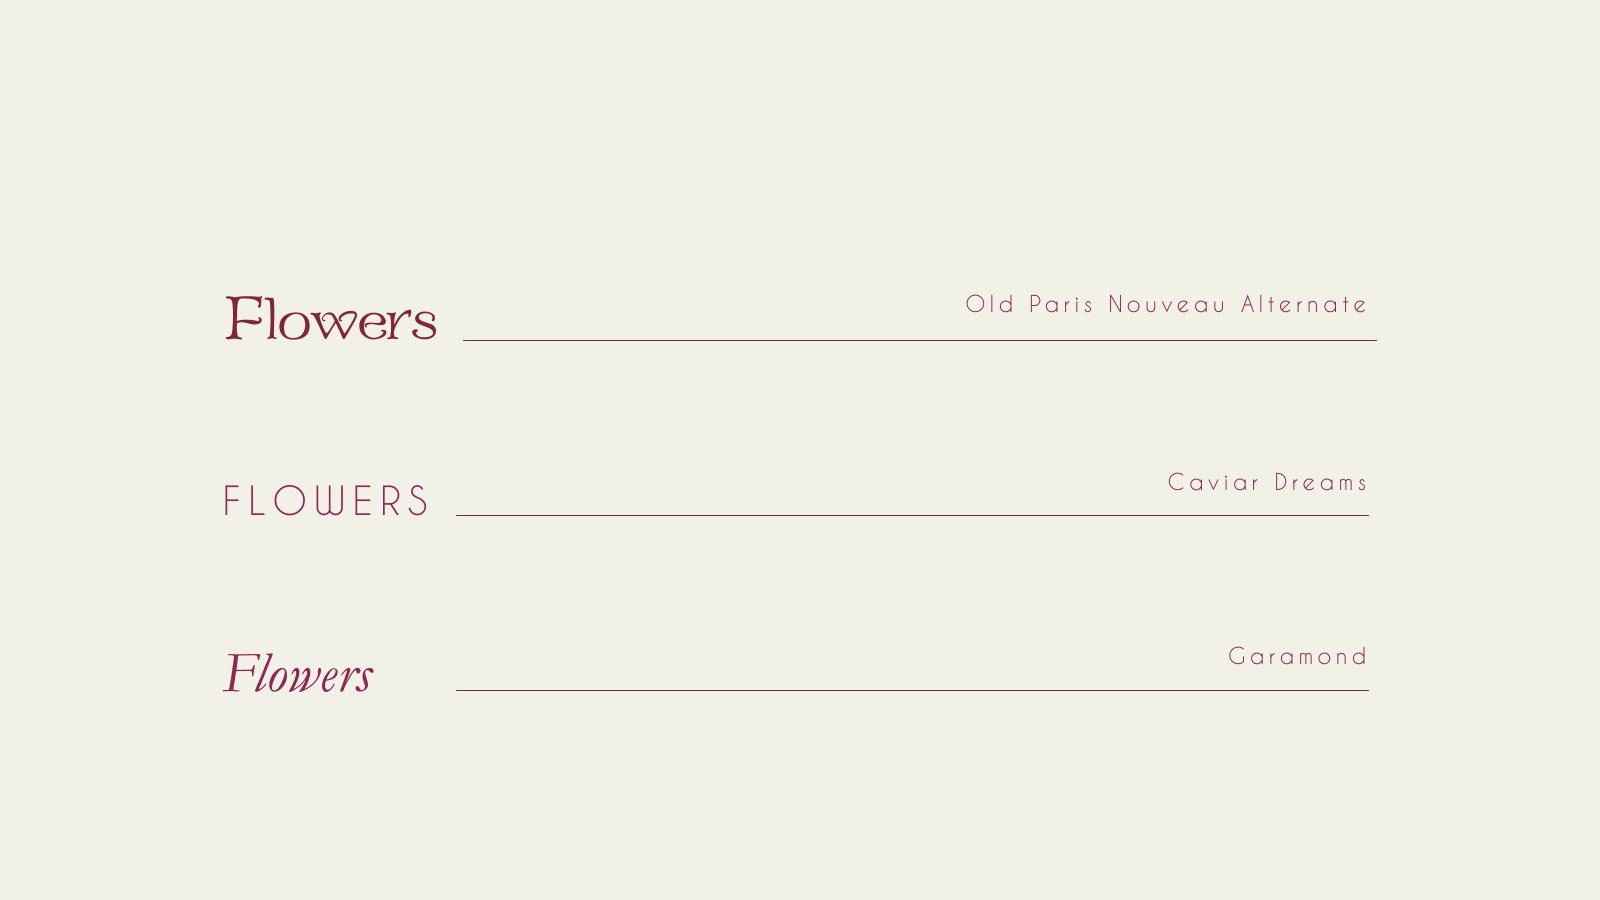 Flowers
Old Paris Nouveau Alternate
FLOWERS
Caviar Dreams
Flowers
Garamond